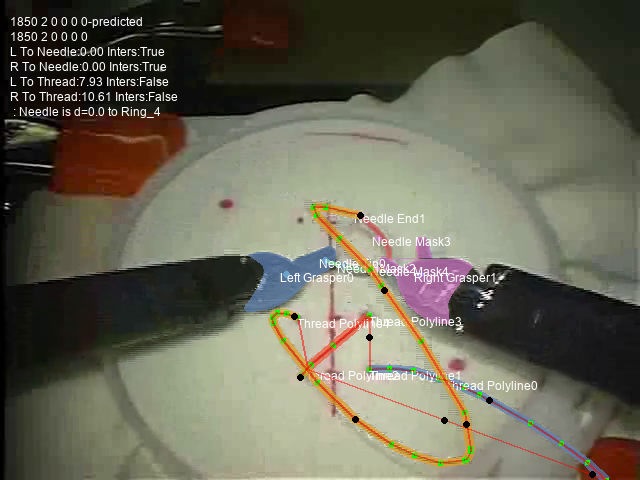 1850 2 0 0 0 0-predicted
1850 2 0 0 0 0
L To Needle:0.00 Inters:True
R To Needle:0.00 Inters:True
L To Thread:7.93 Inters:False
R To Thread:10.61 Inters:False
: Needle is d=0.0 to Ring_4
Needle End1
Needle Mask3
Left Grasper0
Right Grasper1
Thread Polyline3
Thread Polyline0